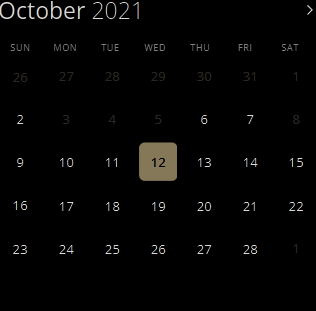 October 2021
SUN MON TUE WED THU FRI SAT
26 27 28 29 30 31 1
2 3 4 5 6 7 8
9 10 11 12 13 14 15
16 17 18 19 20 21 22
23 24 25 26 27 28 1